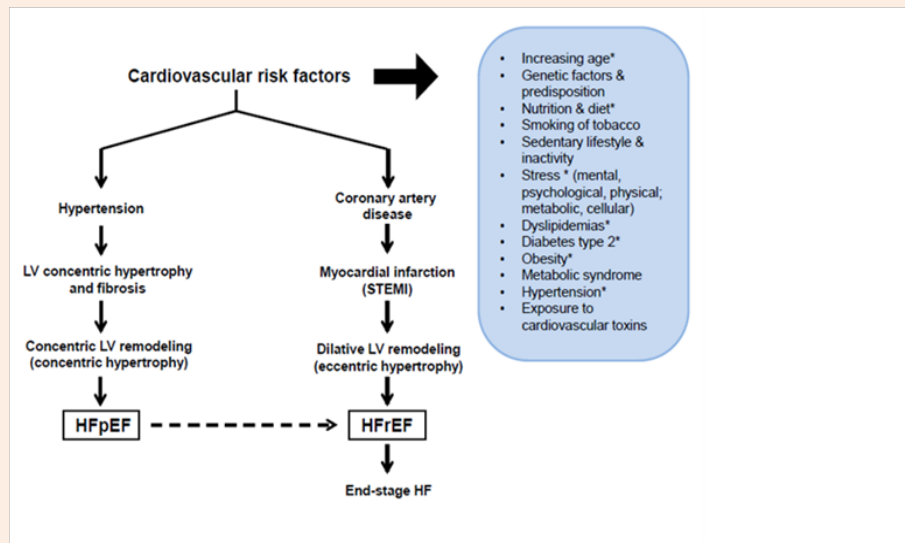 Cardiovascular risk factors
Hypertension
LV concentric hypertrophy
and fibrosis
Concentric LV remodeling
(concentric hypertrophy)
HFpEF
Coronary artery
disease
Myocardial infarction
(STEMI)
Dilative LV remodeling
(eccentric hypertrophy)
HFrEF
End-stage HF
• Increasing age*
• Genetic factors &
predisposition
• Nutrition & diet*
• Smoking of tobacco
• Sedentary lifestyle &
inactivity
• Stress * (mental,
psychological, physical;
metabolic, cellular)
• Dyslipidemias*
• Diabetes type 2*
• Obesity*
• Metabolic syndrome
• Hypertension*
• Exposure to
cardiovascular toxins